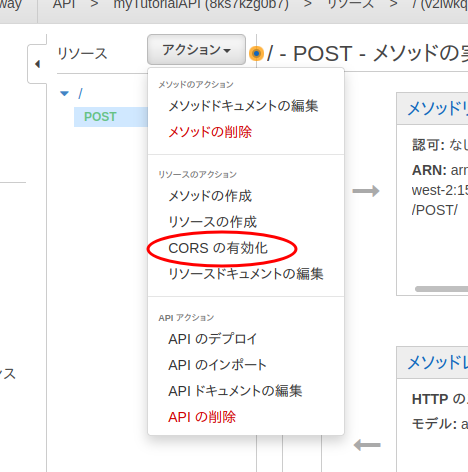 way API > myTutorialAPI (8ks7kzg0b7) > リソース >
リソース
アクション
/ - POST - メソッドの実
/
POST
メソッドのアクション
メソッドドキュメントの編集
メソッドの削除
リソースのアクション
メソッドの作成
リソースの作成
CORS の有効化
リソースドキュメントの編集
API アクション
API のデプロイ
API のインポート
API ドキュメントの編集
API の削除
メソッドリ
認可: なし
ARN: arn
west-2:15
/POST/
メソッドレ
HTTP の
モデル: a
ンス